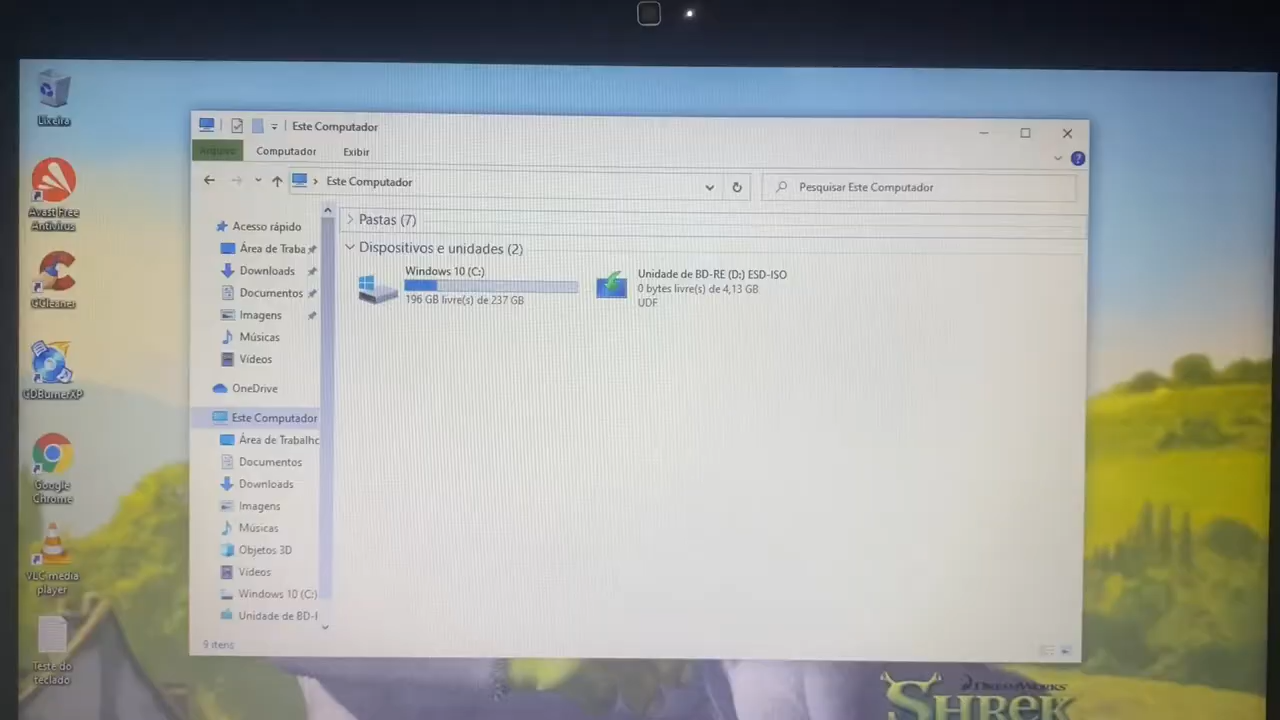 Lixeira
Avast Free
Antivirus
CCleaner
CDBurnerXP
Google
Chrome
VLC media
player
Teste do
teclado
Este Computador
Arquivo
Computador
Exibir
Este Computador
Pesquisar Este Computador
Acesso rápido
Área de Traba
Downloads
Documentos
Imagens
Músicas
Vídeos
OneDrive
Este Computador
Área de Trabalho
Documentos
Downloads
Imagens
Músicas
Objetos 3D
Vídeos
Windows 10 (C:)
Unidade de BD-R
Pastas (7)
Dispositivos e unidades (2)
Windows 10 (C:)
196 GB livre(s) de 237 GB
Unidade de BD-RE (D:) ESD-ISO
0 bytes livre(s) de 4,13 GB
UDF
9 itens
DREAMWORKS
SHREK